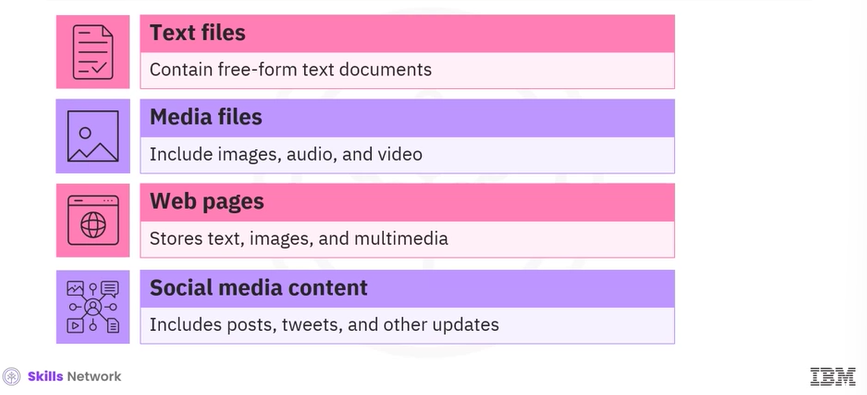 Text files
Contain free-form text documents
Media files
Include images, audio, and video
Web pages
Stores text, images, and multimedia
Social media content
Includes posts, tweets, and other updates
Skills Network
IBM